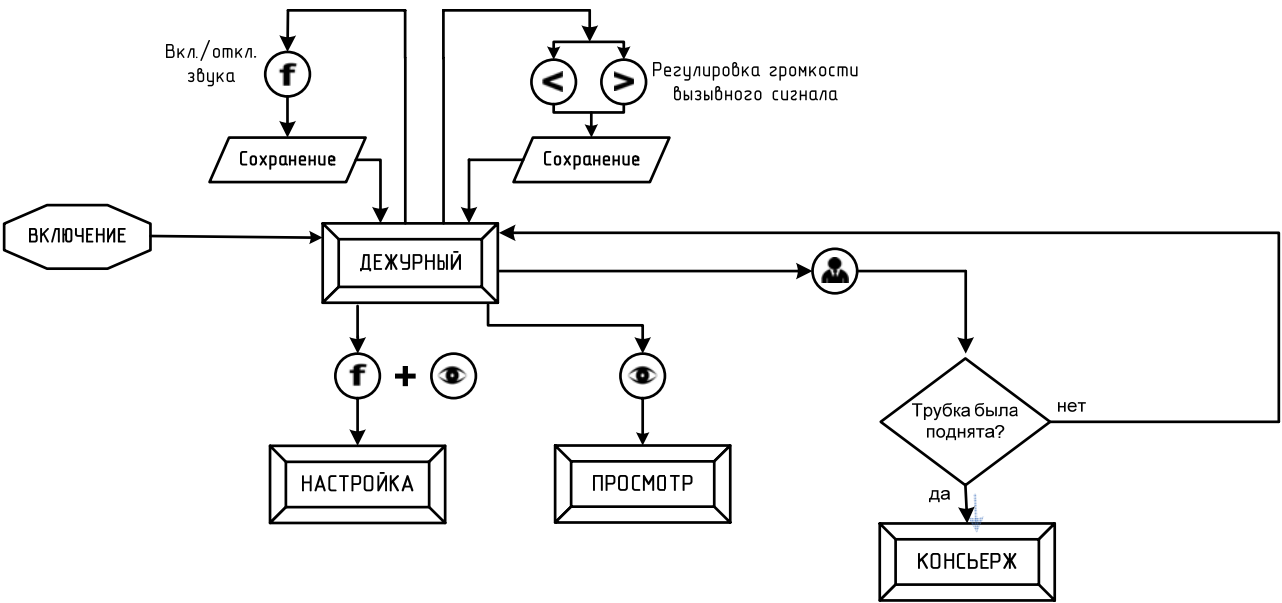 Вкл./откл.
звука
f
<
>
Регулировка громкости
вызывного сигнала
Сохранение
Сохранение
ВКЛЮЧЕНИЕ
ДЕЖУРНЫЙ
f
+
Трубка была
поднята?
нет
да
НАСТРОЙКА
ПРОСМОТР
КОНСЬЕРЖ